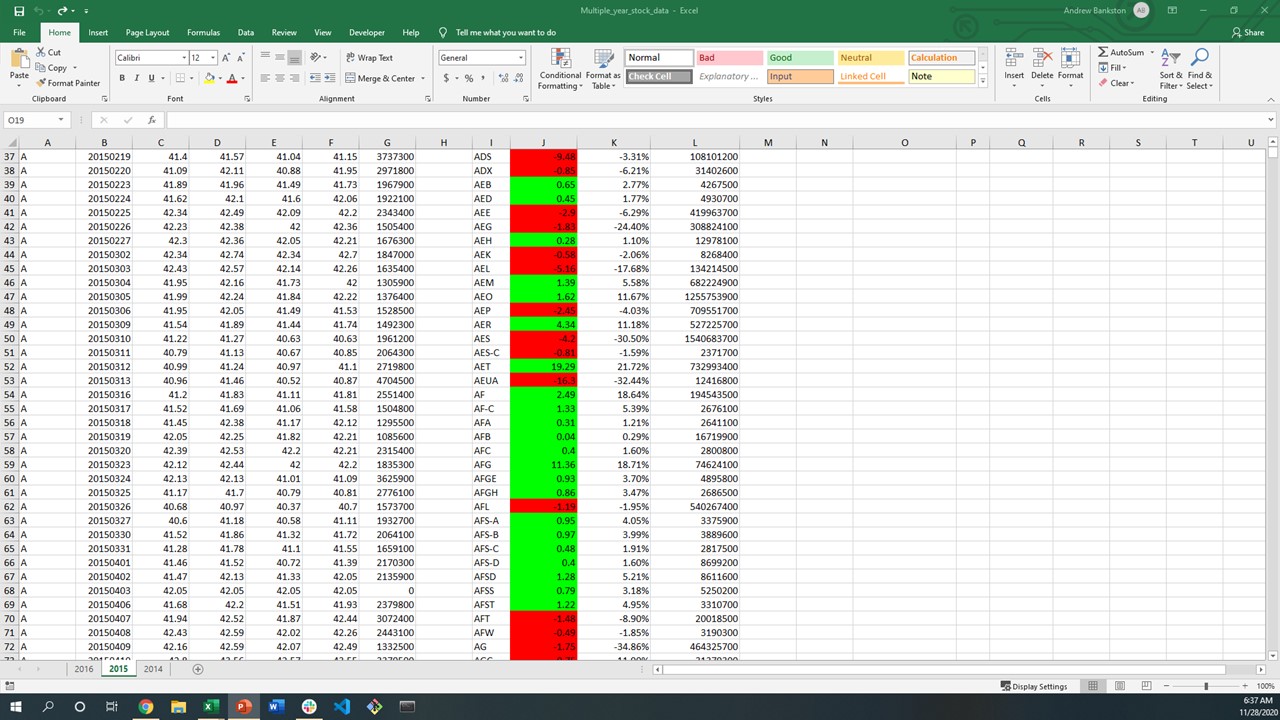 Multiple_year_stock_data - Excel
Andrew Bankston AB
File Home Insert Page Layout Formulas Data Review View Developer Help Tell me what you want to do Share
Paste Cut Copy Format Painter Clipboard
Calibri 12 B I U Font
Wrap Text Merge & Center Alignment
General $ % , Number
Conditional Formatting Format as Table
Normal Bad Good Neutral Calculation
Check Cell Explanatory ... Input Linked Cell Note
Styles
Insert Delete Format Cells
AutoSum Fill Clear Sort & Filter Find & Select Editing
O19 fx
A B C D E F G H I J K L M N O P Q R S T U
37 A 20150219 41.4 41.57 41.04 41.15 3737300 ADS -9.48 -3.31% 108101200
38 A 20150220 41.09 42.11 40.88 41.95 2971800 ADX -0.85 -6.21% 31402600
39 A 20150223 41.89 41.96 41.49 41.73 1967900 AEB 0.65 2.77% 4267500
40 A 20150224 41.62 42.1 41.6 42.06 1922100 AED 0.45 1.77% 4930700
41 A 20150225 42.34 42.49 42.09 42.2 2343400 AEE -2.9 -6.29% 419963700
42 A 20150226 42.23 42.38 42 42.36 1505400 AEG -1.83 -24.40% 308824100
43 A 20150227 42.3 42.36 42.05 42.21 1676300 AEH 0.28 1.10% 12978100
44 A 20150302 42.34 42.74 42.34 42.7 1847000 AEK -0.58 -2.06% 8268400
45 A 20150303 42.43 42.57 42.14 42.26 1635400 AEL -5.16 -17.68% 134214500
46 A 20150304 41.95 42.16 41.73 42 1305900 AEM 1.39 5.58% 682224900
47 A 20150305 41.99 42.24 41.84 42.22 1376400 AEO 1.62 11.67% 1255753900
48 A 20150306 41.95 42.05 41.49 41.53 1528500 AEP -2.45 -4.03% 709551700
49 A 20150309 41.54 41.89 41.44 41.74 1492300 AER 4.34 11.18% 527225700
50 A 20150310 41.22 41.27 40.63 40.63 1961200 AES -4.2 -30.50% 1540683700
51 A 20150311 40.79 41.13 40.67 40.85 2064300 AES-C -0.81 -1.59% 2371700
52 A 20150312 40.99 41.24 40.97 41.1 2719800 AET 19.29 21.72% 732993400
53 A 20150313 40.96 41.46 40.52 40.87 4704500 AEUA -16.3 -32.44% 12416800
54 A 20150316 41.2 41.83 41.11 41.81 2551400 AF 2.49 18.64% 194543500
55 A 20150317 41.52 41.69 41.06 41.58 1504800 AF-C 1.33 5.39% 2676100
56 A 20150318 41.45 42.38 41.17 42.12 1295500 AFA 0.31 1.21% 2641100
57 A 20150319 42.05 42.25 41.82 42.21 1085600 AFB 0.04 0.29% 16719900
58 A 20150320 42.39 42.53 42.2 42.21 2315400 AFC 0.4 1.60% 2800800
59 A 20150323 42.12 42.44 42 42.2 1835300 AFG 11.36 18.71% 74624100
60 A 20150324 42.13 42.13 41.01 41.09 3625900 AFGE 0.93 3.70% 4895800
61 A 20150325 41.17 41.7 40.79 40.81 2776100 AFGH 0.86 3.47% 2686500
62 A 20150326 40.68 40.97 40.37 40.7 1573700 AFL -1.19 -1.95% 540267400
63 A 20150327 40.6 41.18 40.58 41.11 1932700 AFS-A 0.95 4.05% 3375900
64 A 20150330 41.52 41.86 41.32 41.72 2064100 AFS-B 0.97 3.99% 3889600
65 A 20150331 41.28 41.78 41.1 41.55 1659100 AFS-C 0.48 1.91% 2817500
66 A 20150401 41.46 41.52 40.72 41.39 2170300 AFS-D 0.4 1.60% 8699200
67 A 20150402 41.47 42.13 41.33 42.05 2135900 AFSD 1.28 5.21% 8611600
68 A 20150403 42.05 42.05 42.05 42.05 0 AFSS 0.79 3.18% 5250200
69 A 20150406 41.68 42.2 41.51 41.93 2379800 AFST 1.22 4.95% 3310700
70 A 20150407 41.94 42.52 41.87 42.44 3072400 AFT -1.48 -8.90% 20018500
71 A 20150408 42.43 42.59 42.02 42.26 2443100 AFW -0.49 -1.85% 3190300
72 A 20150409 42.16 42.59 42.07 42.49 1332500 AG -1.75 -34.86% 464325700
2016 2015 2014
Display Settings 100%
6:37 AM
11/28/2020